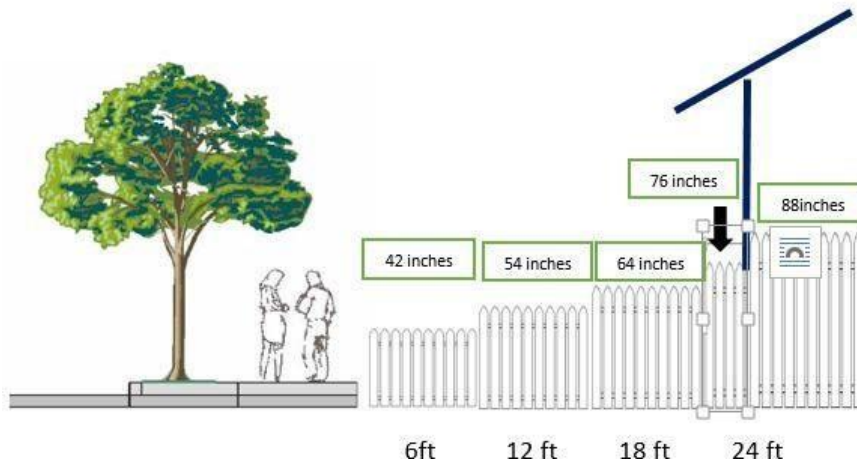 76 inches
88inches
42 inches
54 inches
64 inches
6ft
12 ft
18 ft
24 ft